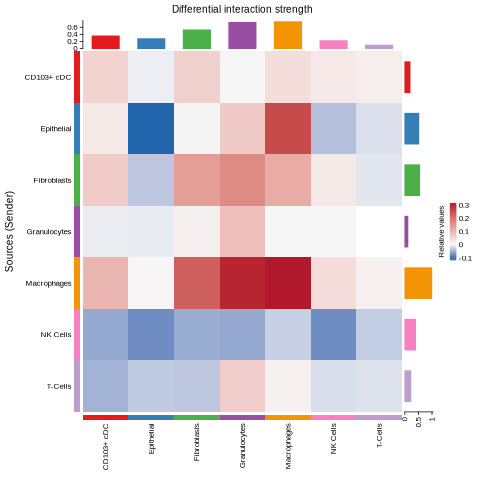 Differential interaction strength
0.6
0.4
0.2
0
CD103+ cDC
Epithelial
Fibroblasts
Granulocytes
Macrophages
NK Cells
T-Cells
Sources (Sender)
Relative values
0.3
0.2
0.1
0
-0.1
0
0.5
1
CD103+ cDC
Epithelial
Fibroblasts
Granulocytes
Macrophages
NK Cells
T-Cells